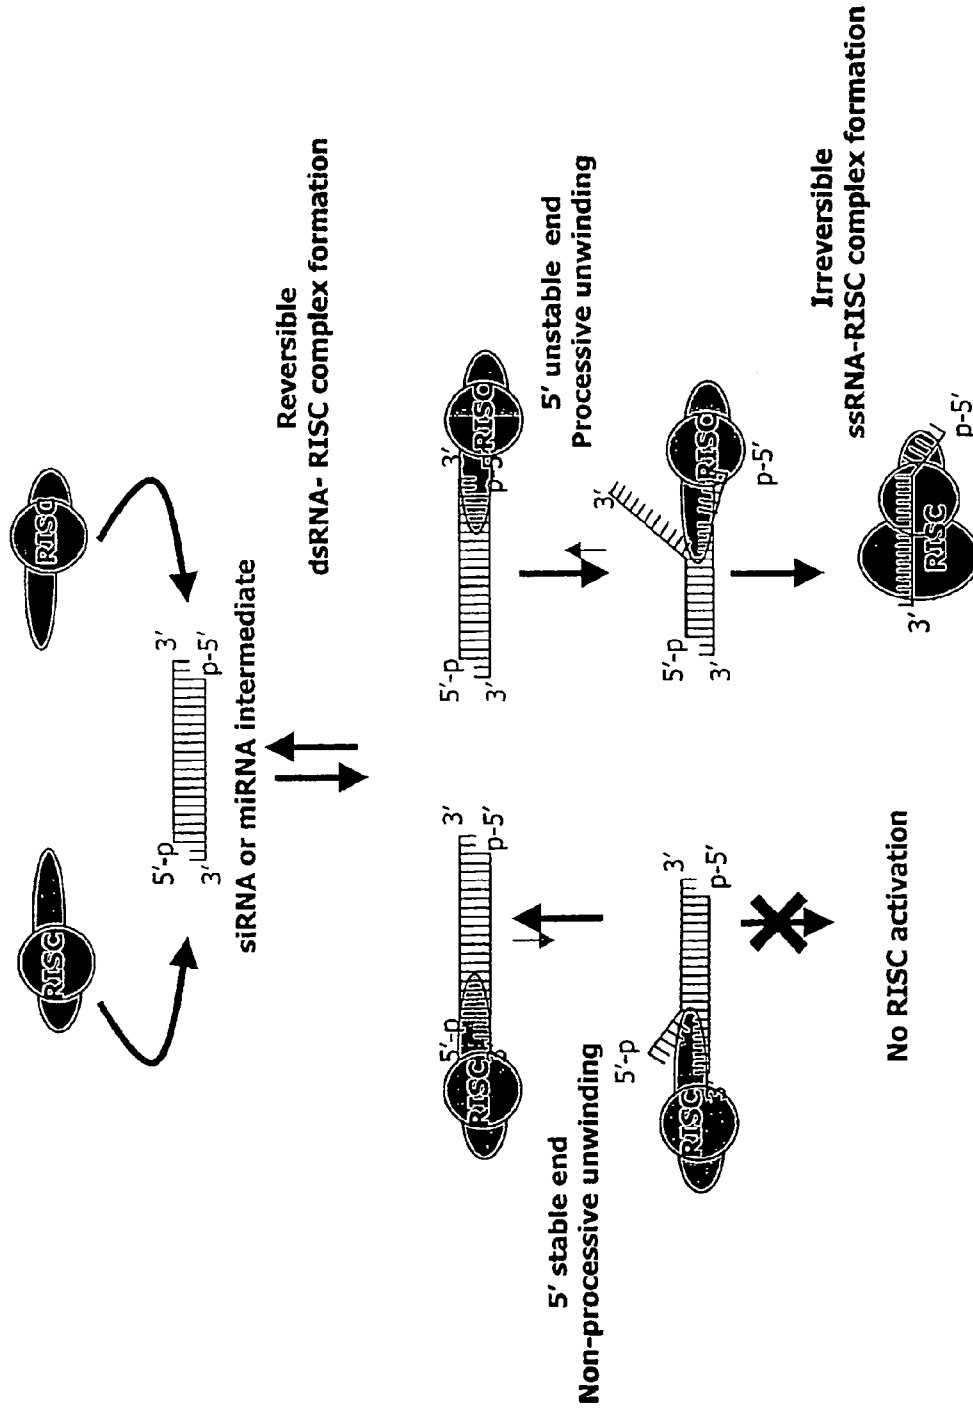 RISC
RISC
5'-p
3'
3'
p-5'
siRNA or miRNA intermediate
Reversible
dsRNA- RISC complex formation
5'-p
3'
RISC
p-5'
5'-p
3'
3'
RISC
5' stable end
Non-processive unwinding
5' unstable end
Processive unwinding
5'-p
3'
RISC
3'
p-5'
3'
5'-p
RISC
3'
p-5'
No RISC activation
Irreversible
ssRNA-RISC complex formation
3'
RISC
p-5'